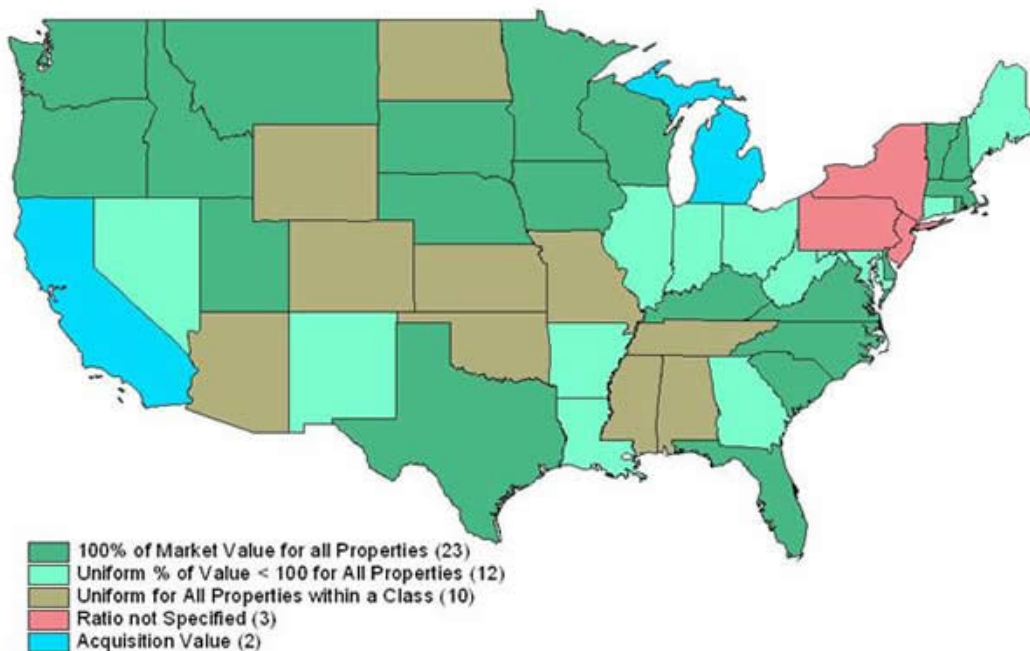 100% of Market Value for all Properties (23)
Uniform % of Value < 100 for All Properties (12)
Uniform for All Properties within a Class (10)
Ratio not Specified (3)
Acquisition Value (2)